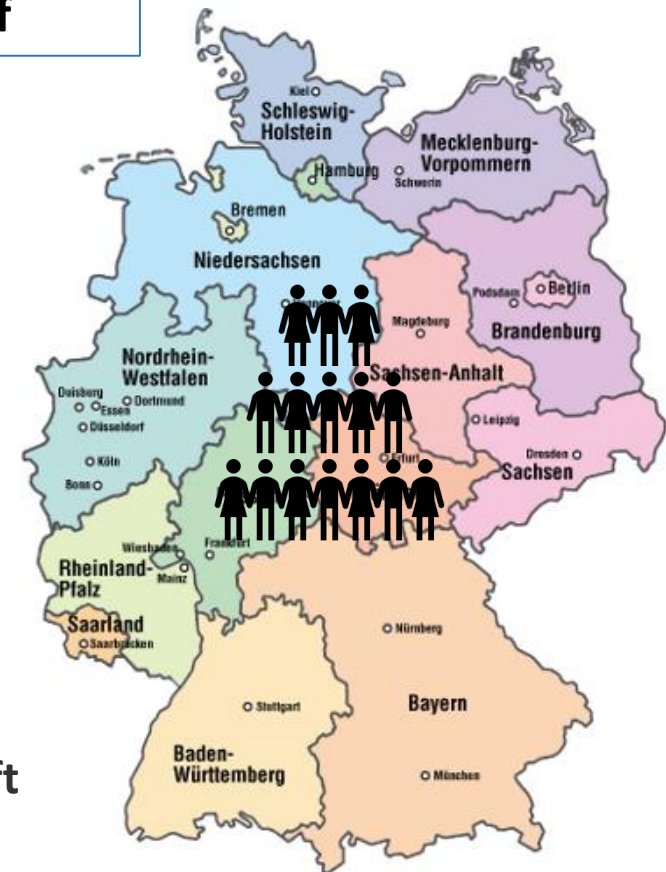 f
Kiel
Schleswig-
Holstein
Mecklenburg-
Vorpommern
Hamburg
Schwerin
Bremen
Niedersachsen
Potsdam
Berlin
Magdeburg
Brandenburg
Nordrhein-
Westfalen
Sachsen-Anhalt
Duisburg
Essen
Dortmund
Düsseldorf
Leipzig
Köln
Erfurt
Dresden
Sachsen
Bonn
Wiesbaden
Frankfurt
Mainz
Rheinland-
Pfalz
Saarland
Saarbrücken
Nürnberg
Stuttgart
Bayern
Baden-
Württemberg
München
ft